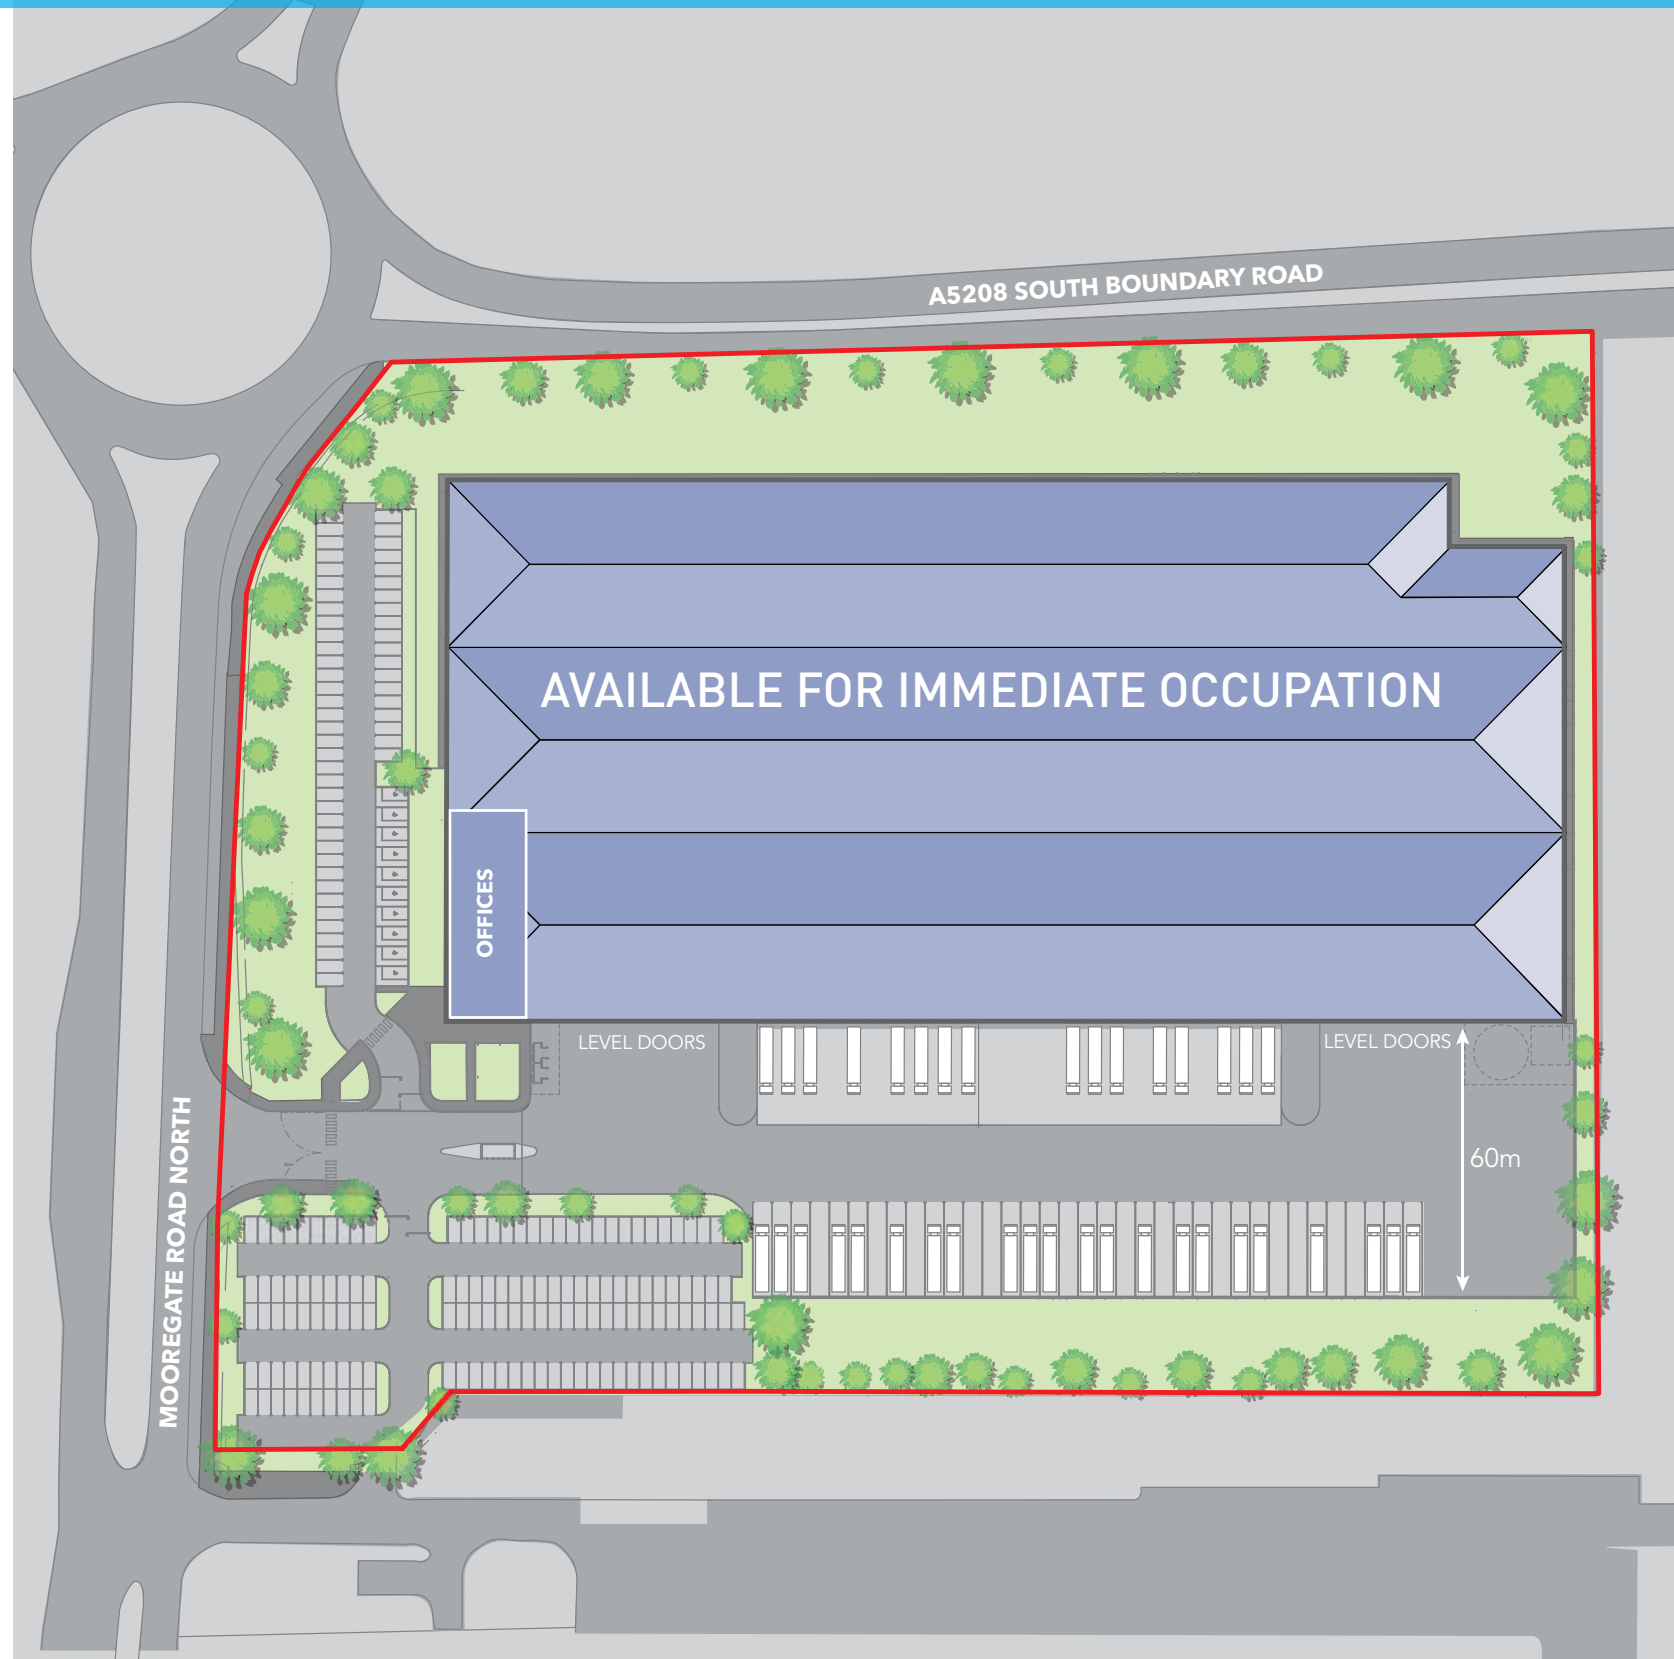 A5208 SOUTH BOUNDARY ROAD
AVAILABLE FOR IMMEDIATE OCCUPATION
OFFICES
LEVEL DOORS
LEVEL DOORS
60m
MOOREGATE ROAD NORTH